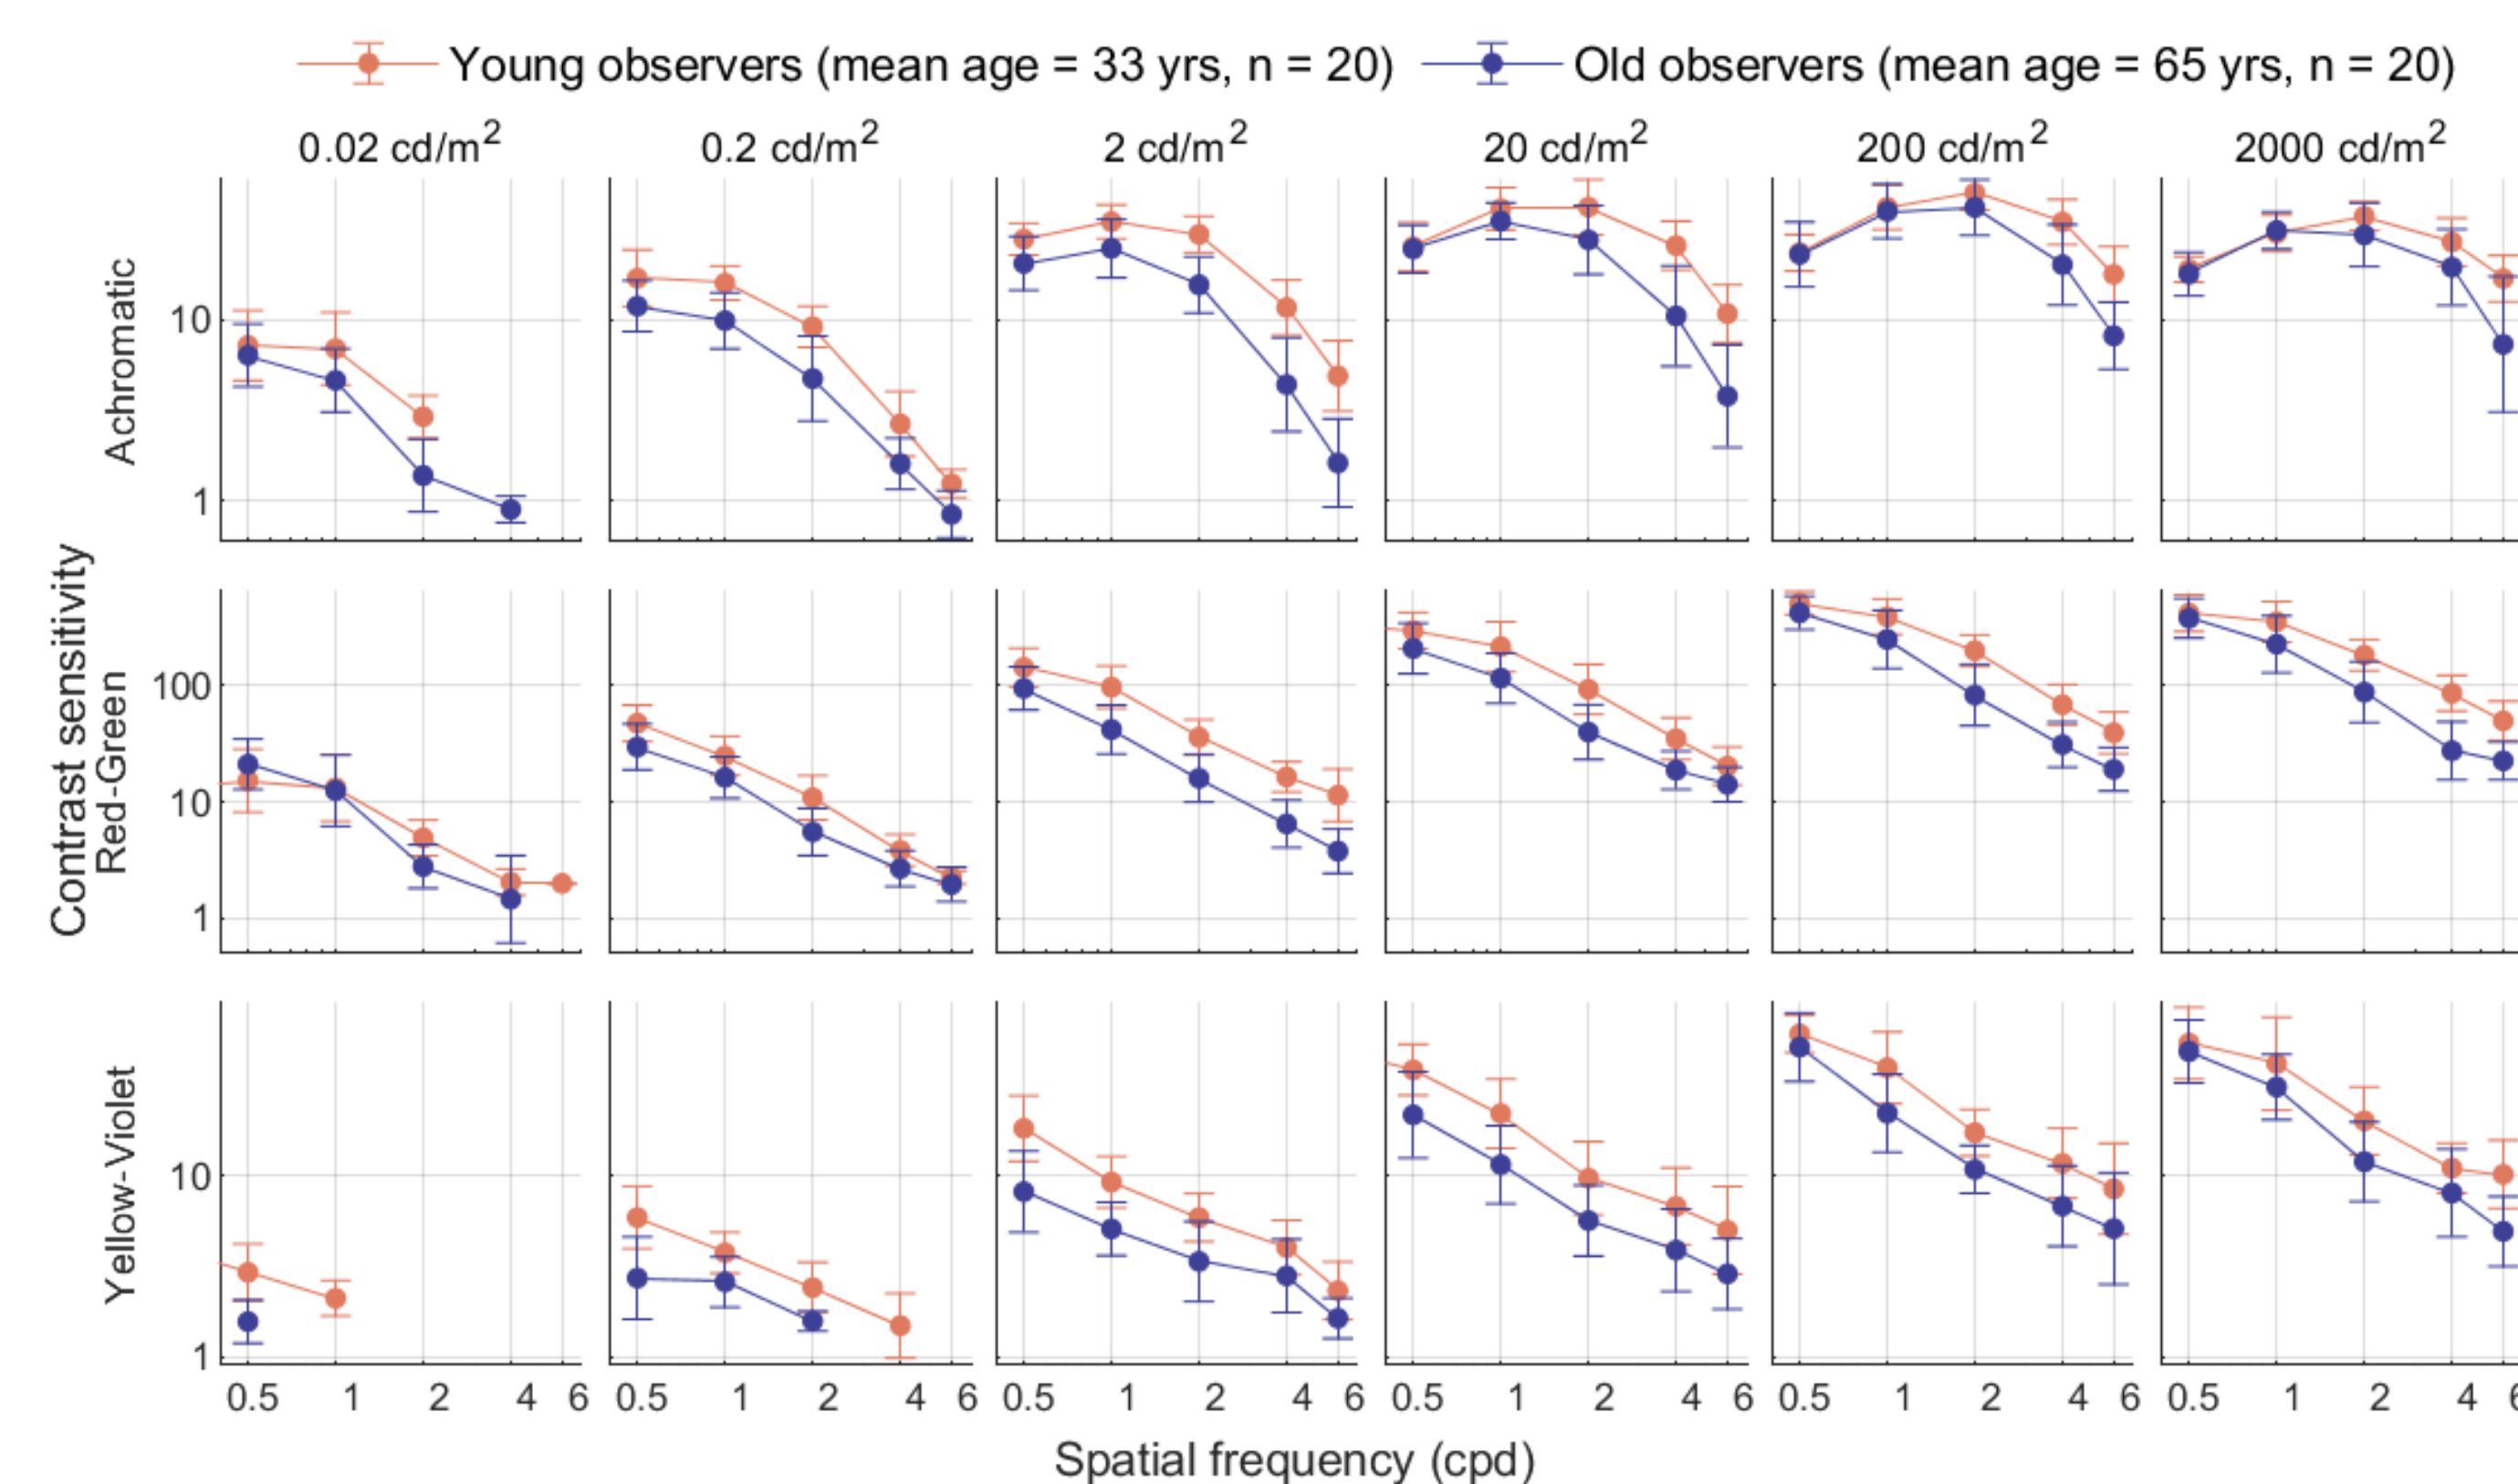 Young observers (mean age = 33 yrs, n = 20) Old observers (mean age = 65 yrs, n = 20)
0.02 cd/m² 0.2 cd/m² 2 cd/m² 20 cd/m² 200 cd/m² 2000 cd/m²
Contrast sensitivity
Achromatic
10
1
Red-Green
100
10
1
Yellow-Violet
10
1
0.5 1 2 4 6 0.5 1 2 4 6 0.5 1 2 4 6 0.5 1 2 4 6 0.5 1 2 4 6 0.5 1 2 4 6
Spatial frequency (cpd)